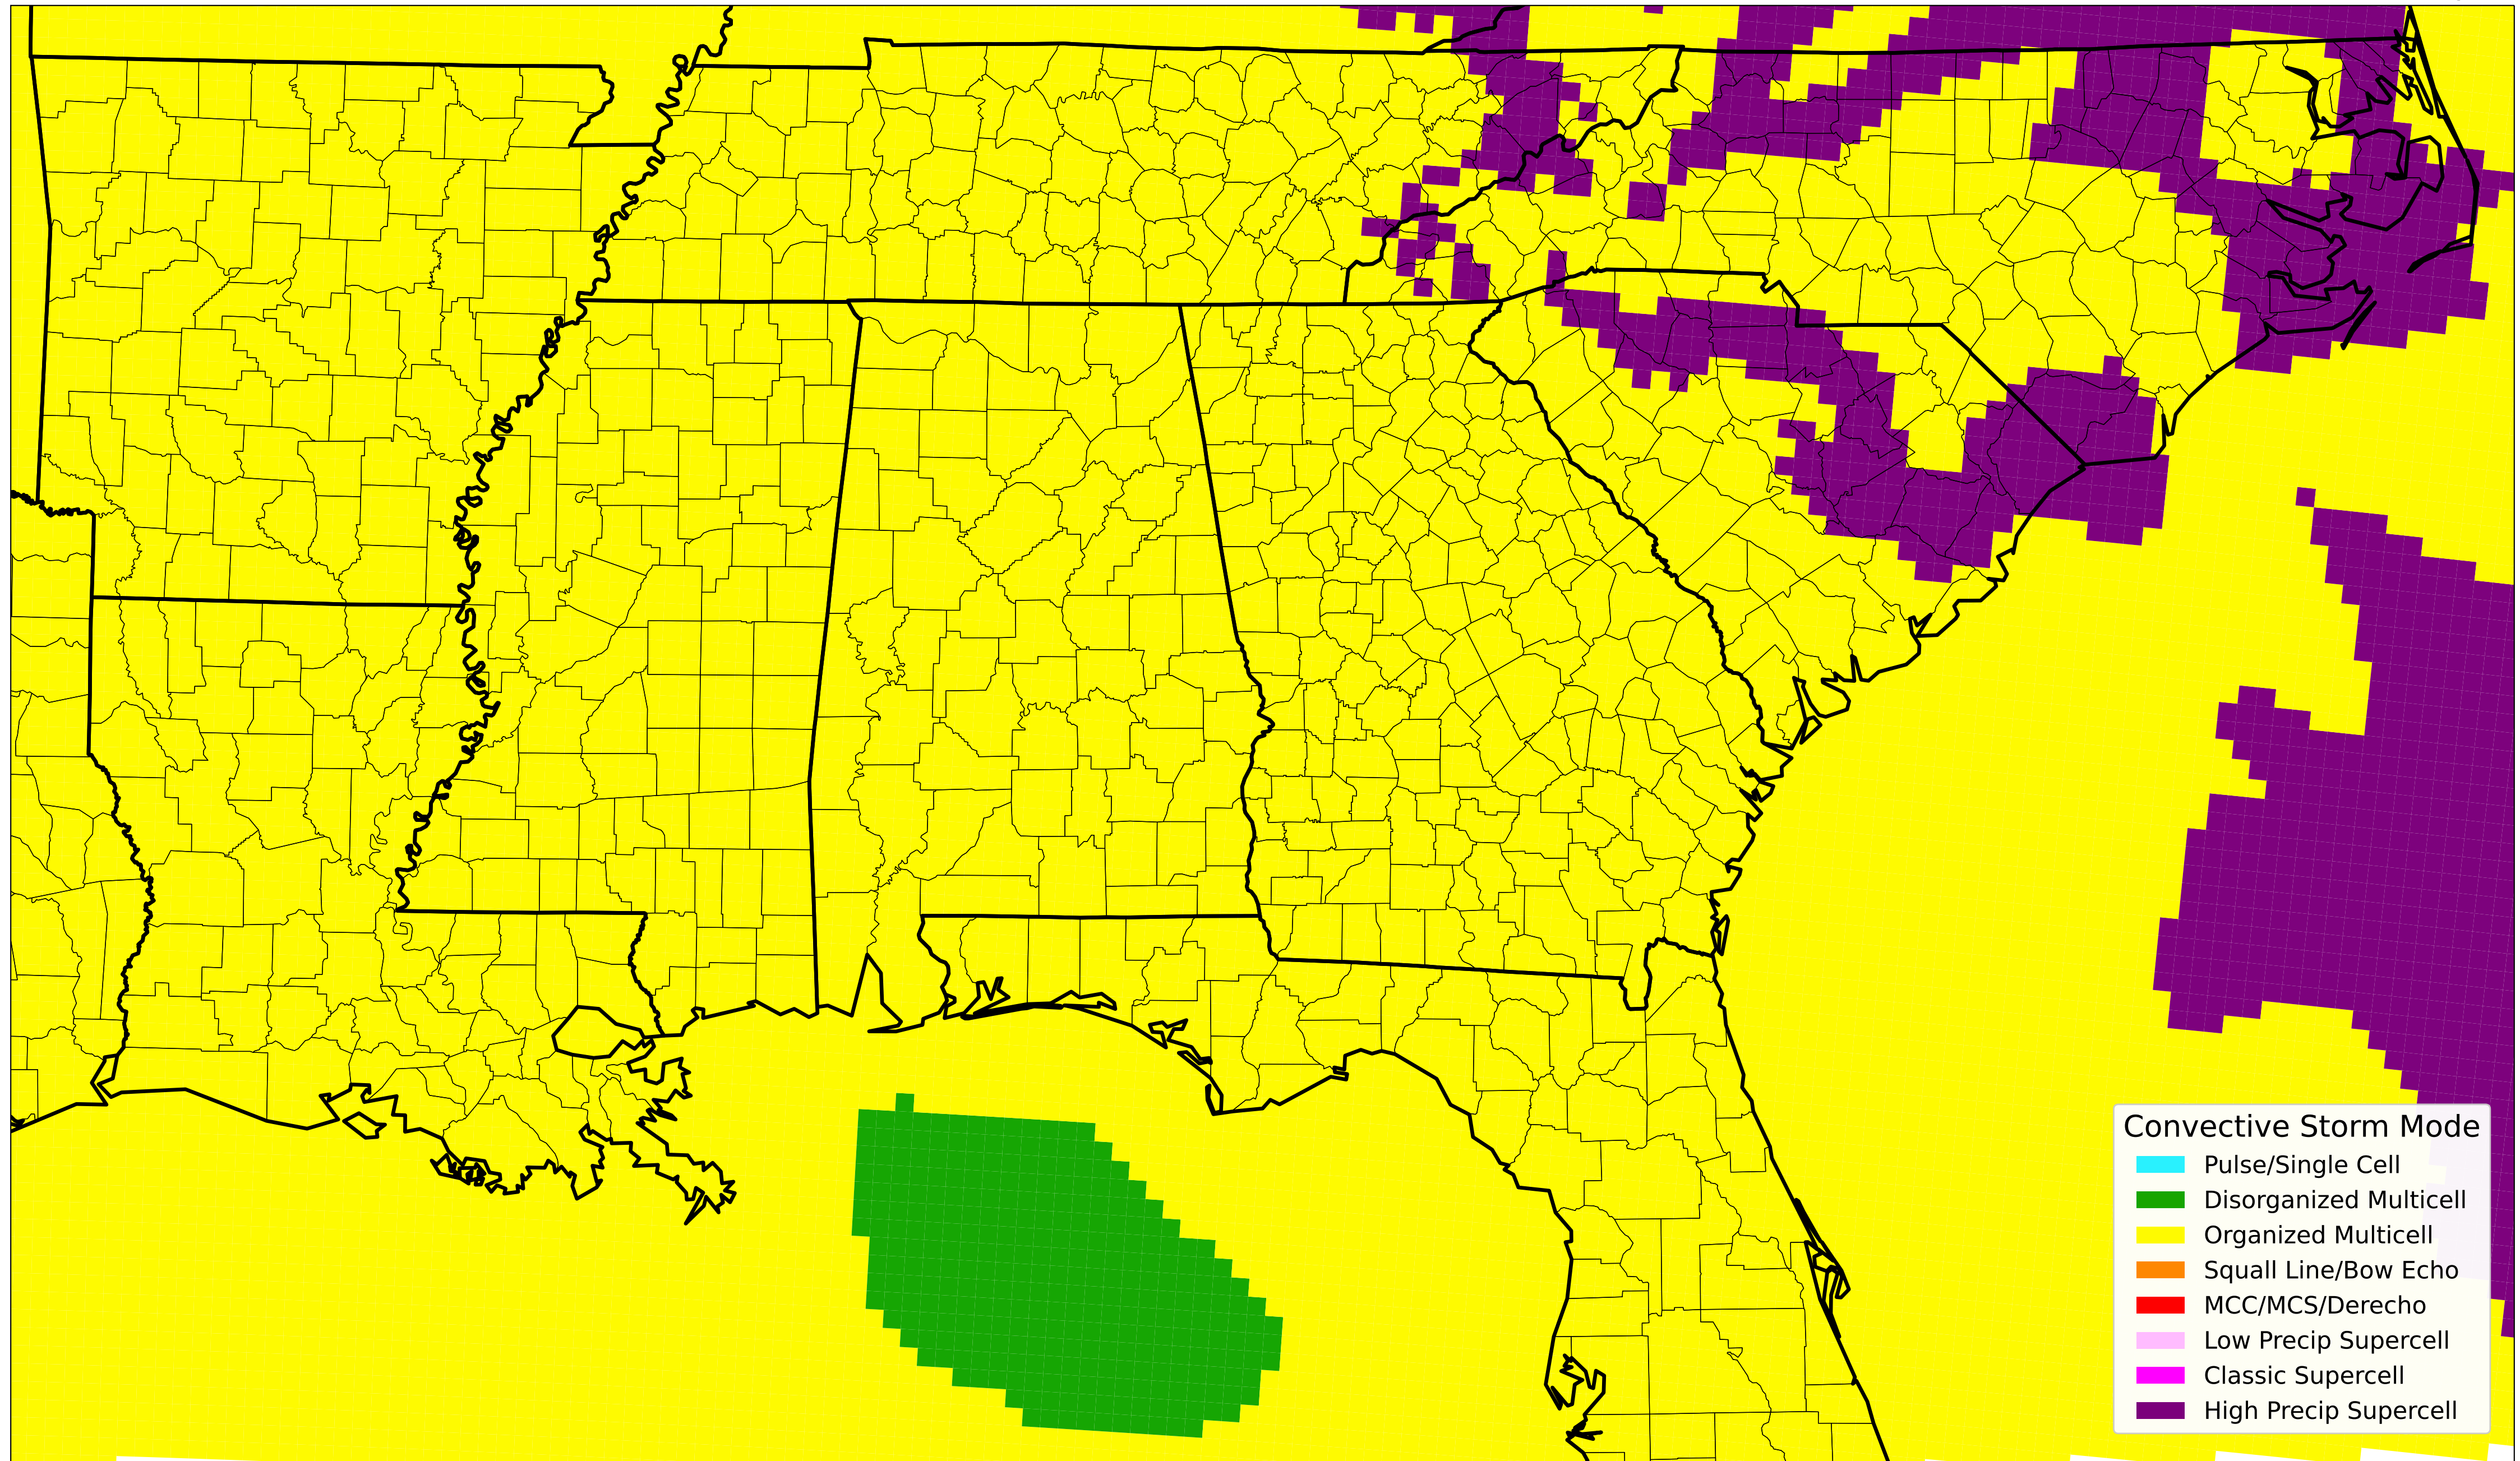 Convective Storm Mode
Pulse/Single Cell
Disorganized Multicell
Organized Multicell
Squall Line/Bow Echo
MCC/MCS/Derecho
Low Precip Supercell
Classic Supercell
High Precip Supercell